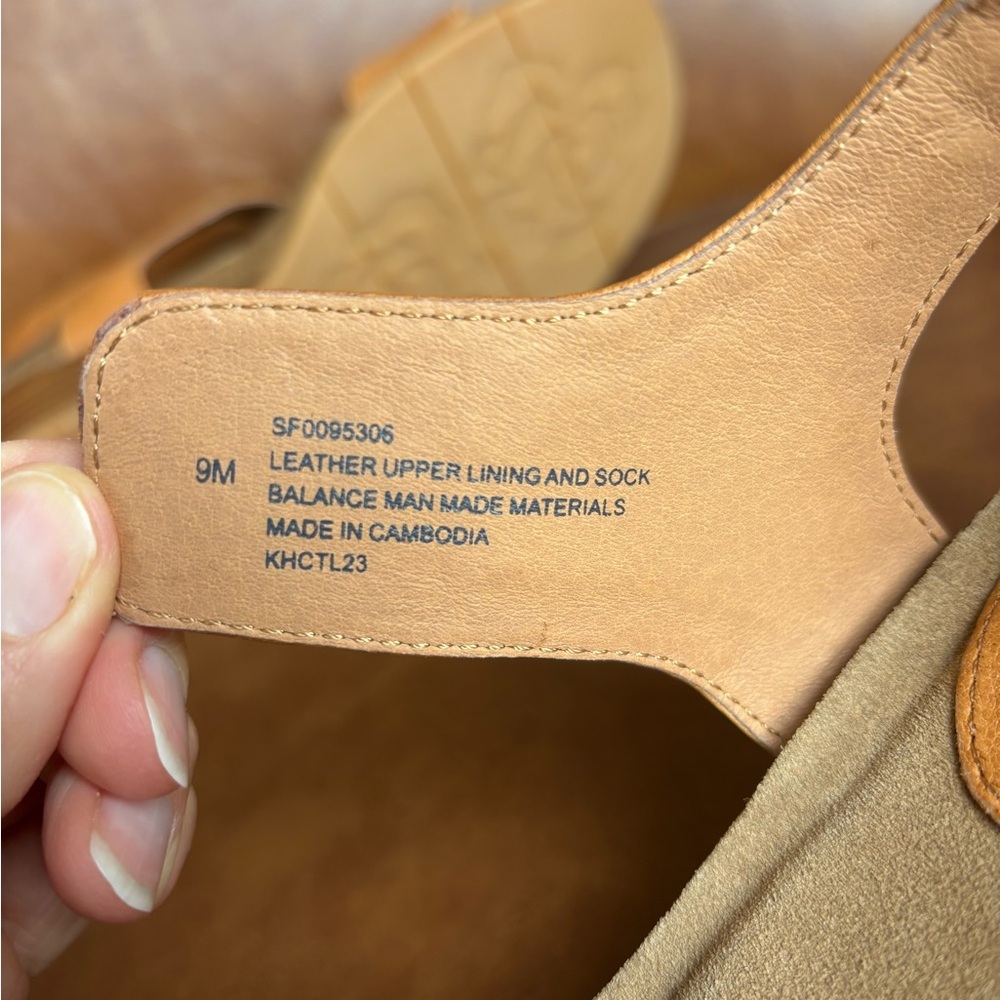 SF0095306
9M
LEATHER UPPER LINING AND SOCK
BALANCE MAN MADE MATERIALS
MADE IN CAMBODIA
KHCTL23